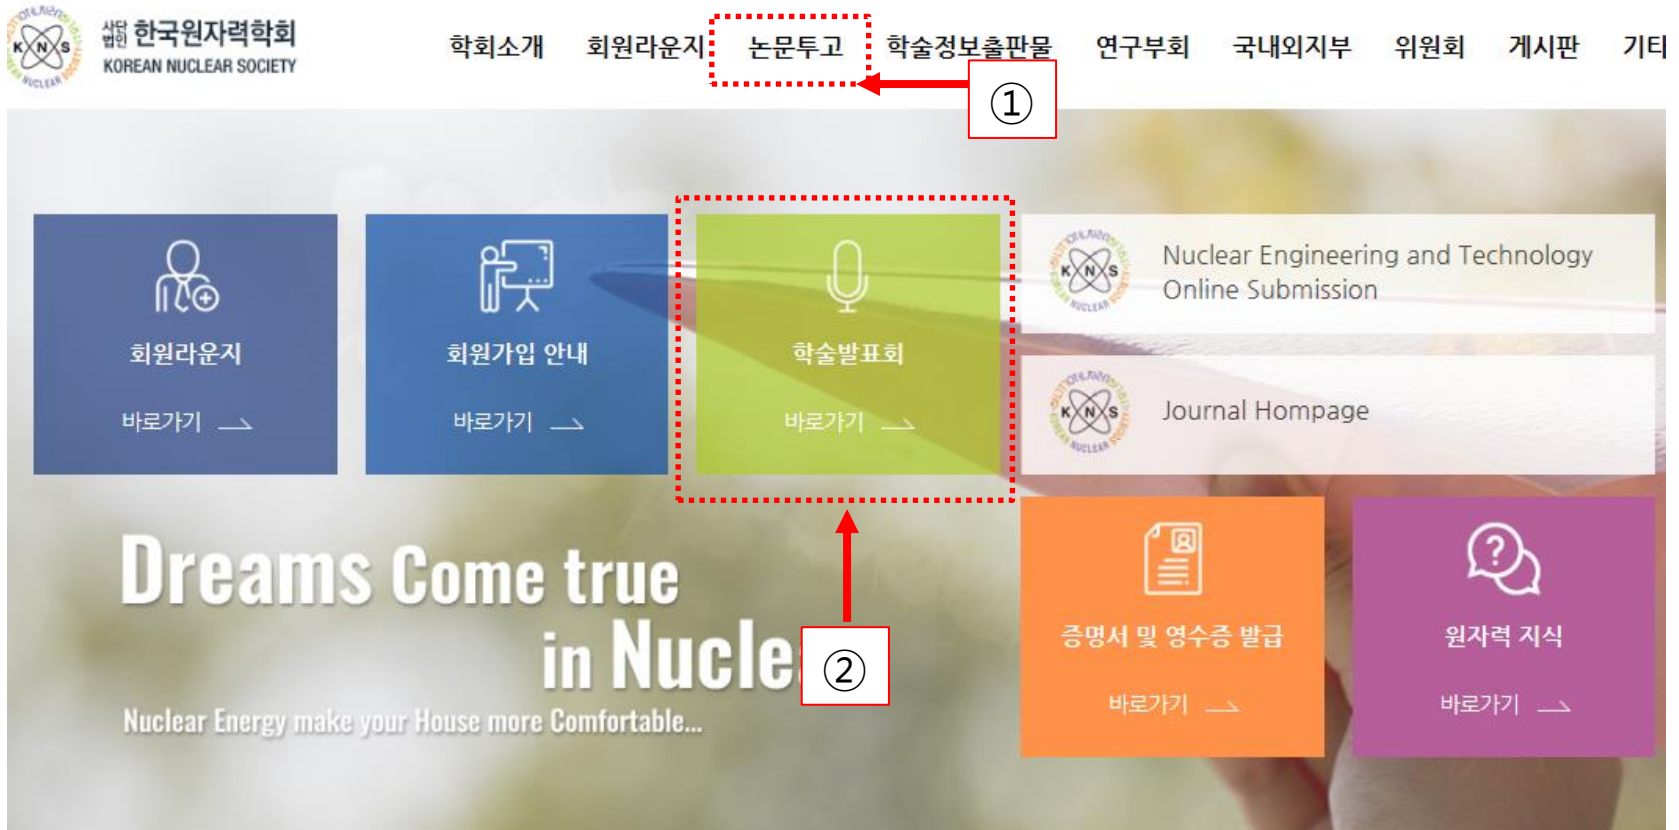 사단법인 한국원자력학회
KOREAN NUCLEAR SOCIETY
학회소개 회원라운지 논문투고 학술정보출판물 연구부회 국내외지부 위원회 게시판 기타
①
회원라운지
바로가기
회원가입 안내
바로가기
학술발표회
바로가기
KNS
Nuclear Engineering and Technology
Online Submission
KNS
Journal Hompage
Dreams Come true
in Nuclea
②
Nuclear Energy make your House more Comfortable...
증명서 및 영수증 발급
바로가기
원자력 지식
바로가기